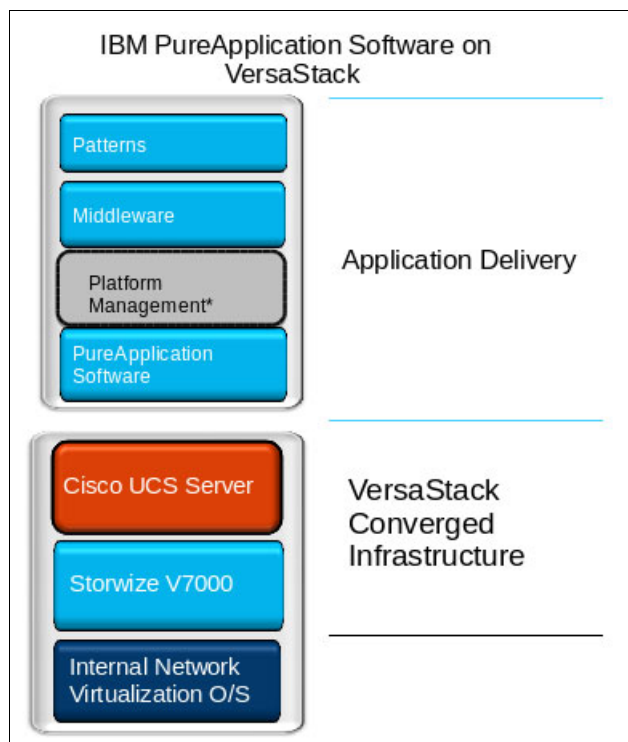 IBM PureApplication Software on
VersaStack
Patterns
Middleware
Platform
Management*
PureApplication
Software
Application Delivery
Cisco UCS Server
Storwize V7000
Internal Network
Virtualization O/S
VersaStack
Converged
Infrastructure